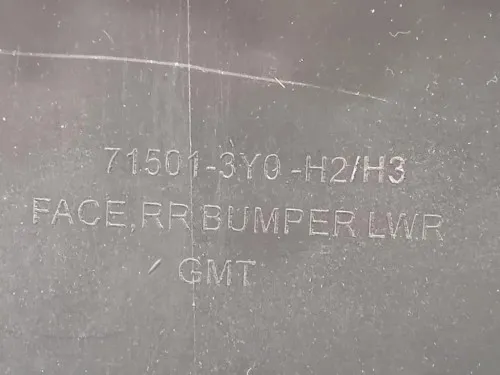 71501-3Y0-H2/H3
FACE, RR BUMPER LWR
GMT